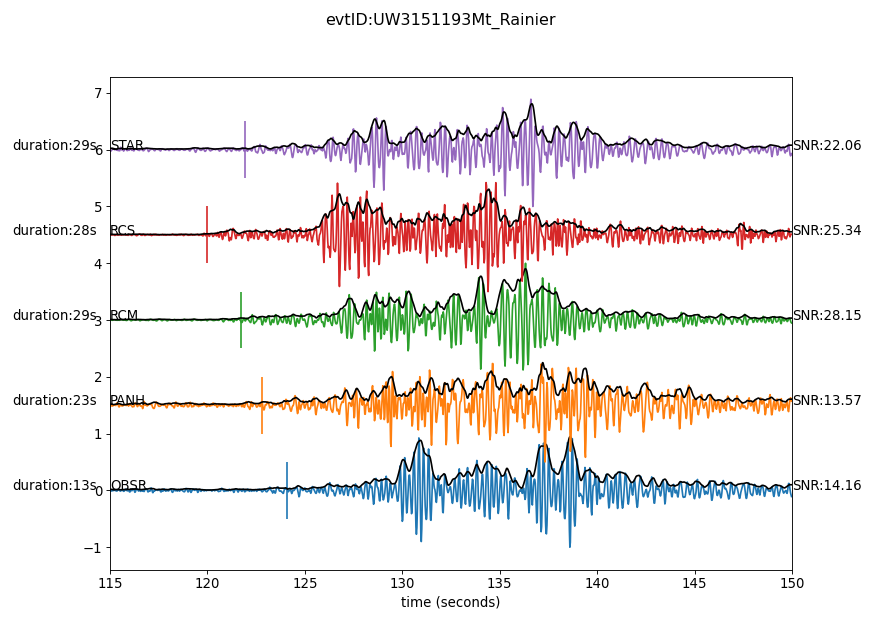 evtID:UW3151193Mt_Rainier
7
duration:29s
6
STAR
SNR:22.06
5
duration:28s
RCS
SNR:25.34
4
duration:29s
3
RCM
SNR:28.15
2
duration:23s
PANH
SNR:13.57
1
duration:13s
0
OBSR
SNR:14.16
−1
115 120 125 130 135 140 145 150
time (seconds)